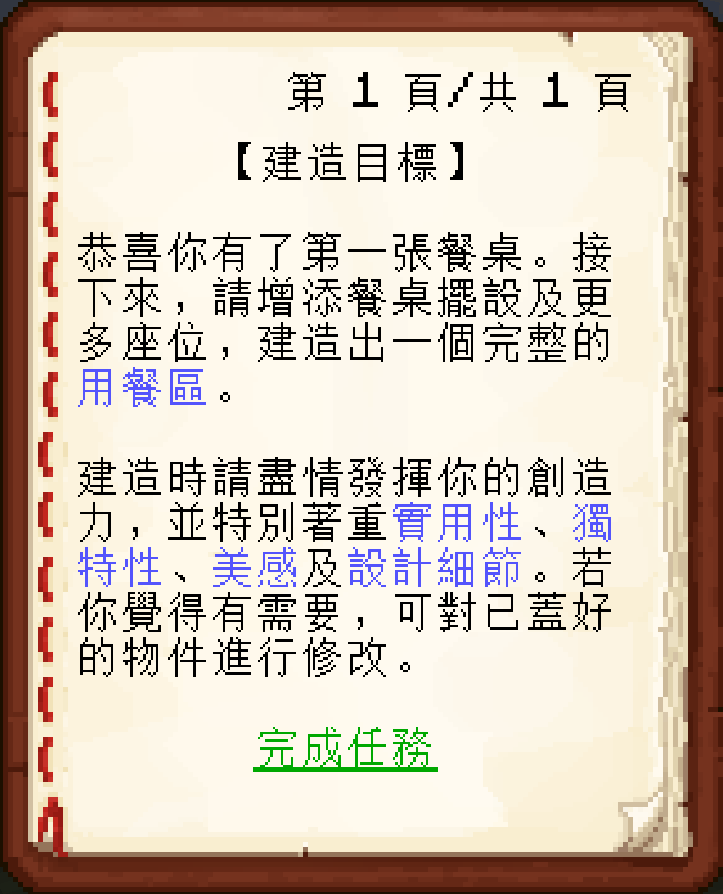 第 1 頁/共 1 頁
【建造目標】
恭喜你有了第一張餐桌。接
下來，請增添餐桌擺設及更
多座位，建造出一個完整的
用餐區。
建造時請盡情發揮你的創造
力，並特別著重實用性、獨
特性、美感及設計細節。若
你覺得有需要，可對已蓋好
的物件進行修改。
完成任務